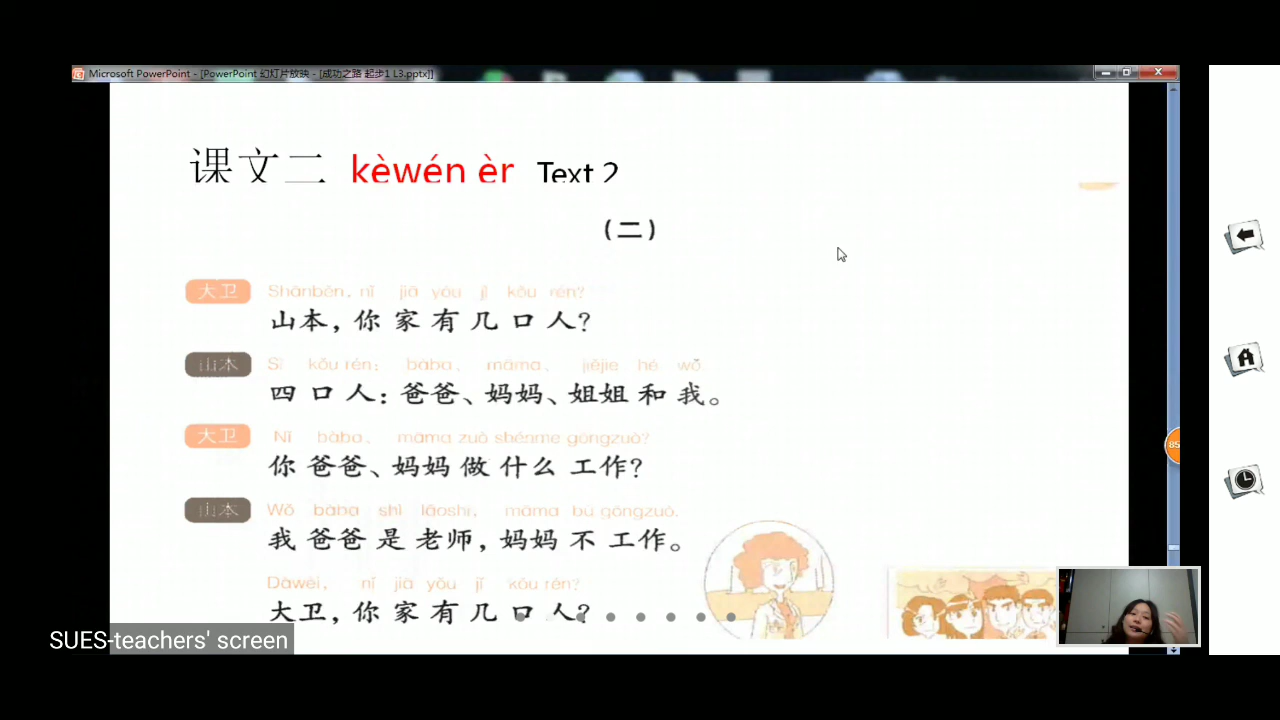 Microsoft PowerPoint - [PowerPoint 幻灯片放映 - [成功之路 起步1 L3.pptx]]
课文二 kèwén èr Text 2
(二)
大卫 Shānběn, nǐ jiā yǒu jǐ kǒu rén?
山本, 你家有几口人?
山本 Sì kǒu rén: bàba、 māma、 jiějie hé wǒ.
四口人: 爸爸、妈妈、姐姐和我。
大卫 Nǐ bàba、 māma zuò shénme gōngzuò?
你爸爸、妈妈做什么工作?
山本 Wǒ bàba shì lǎoshī, māma bù gōngzuò.
我爸爸是老师, 妈妈不工作。
Dàwèi, nǐ jiā yǒu jǐ kǒu rén?
大卫, 你家有几口人?
85
SUES-teachers' screen